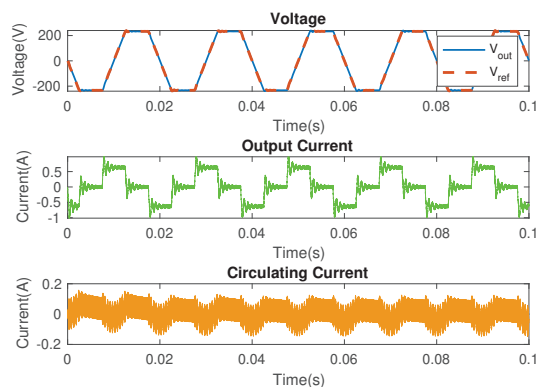 Voltage
Voltage(V)
200
0
-200
V_out
V_ref
0 0.02 0.04 0.06 0.08 0.1
Time(s)
Output Current
Current(A)
0.5
0
-0.5
-1
0 0.02 0.04 0.06 0.08 0.1
Time(s)
Circulating Current
Current(A)
0.2
0
-0.2
0 0.02 0.04 0.06 0.08 0.1
Time(s)